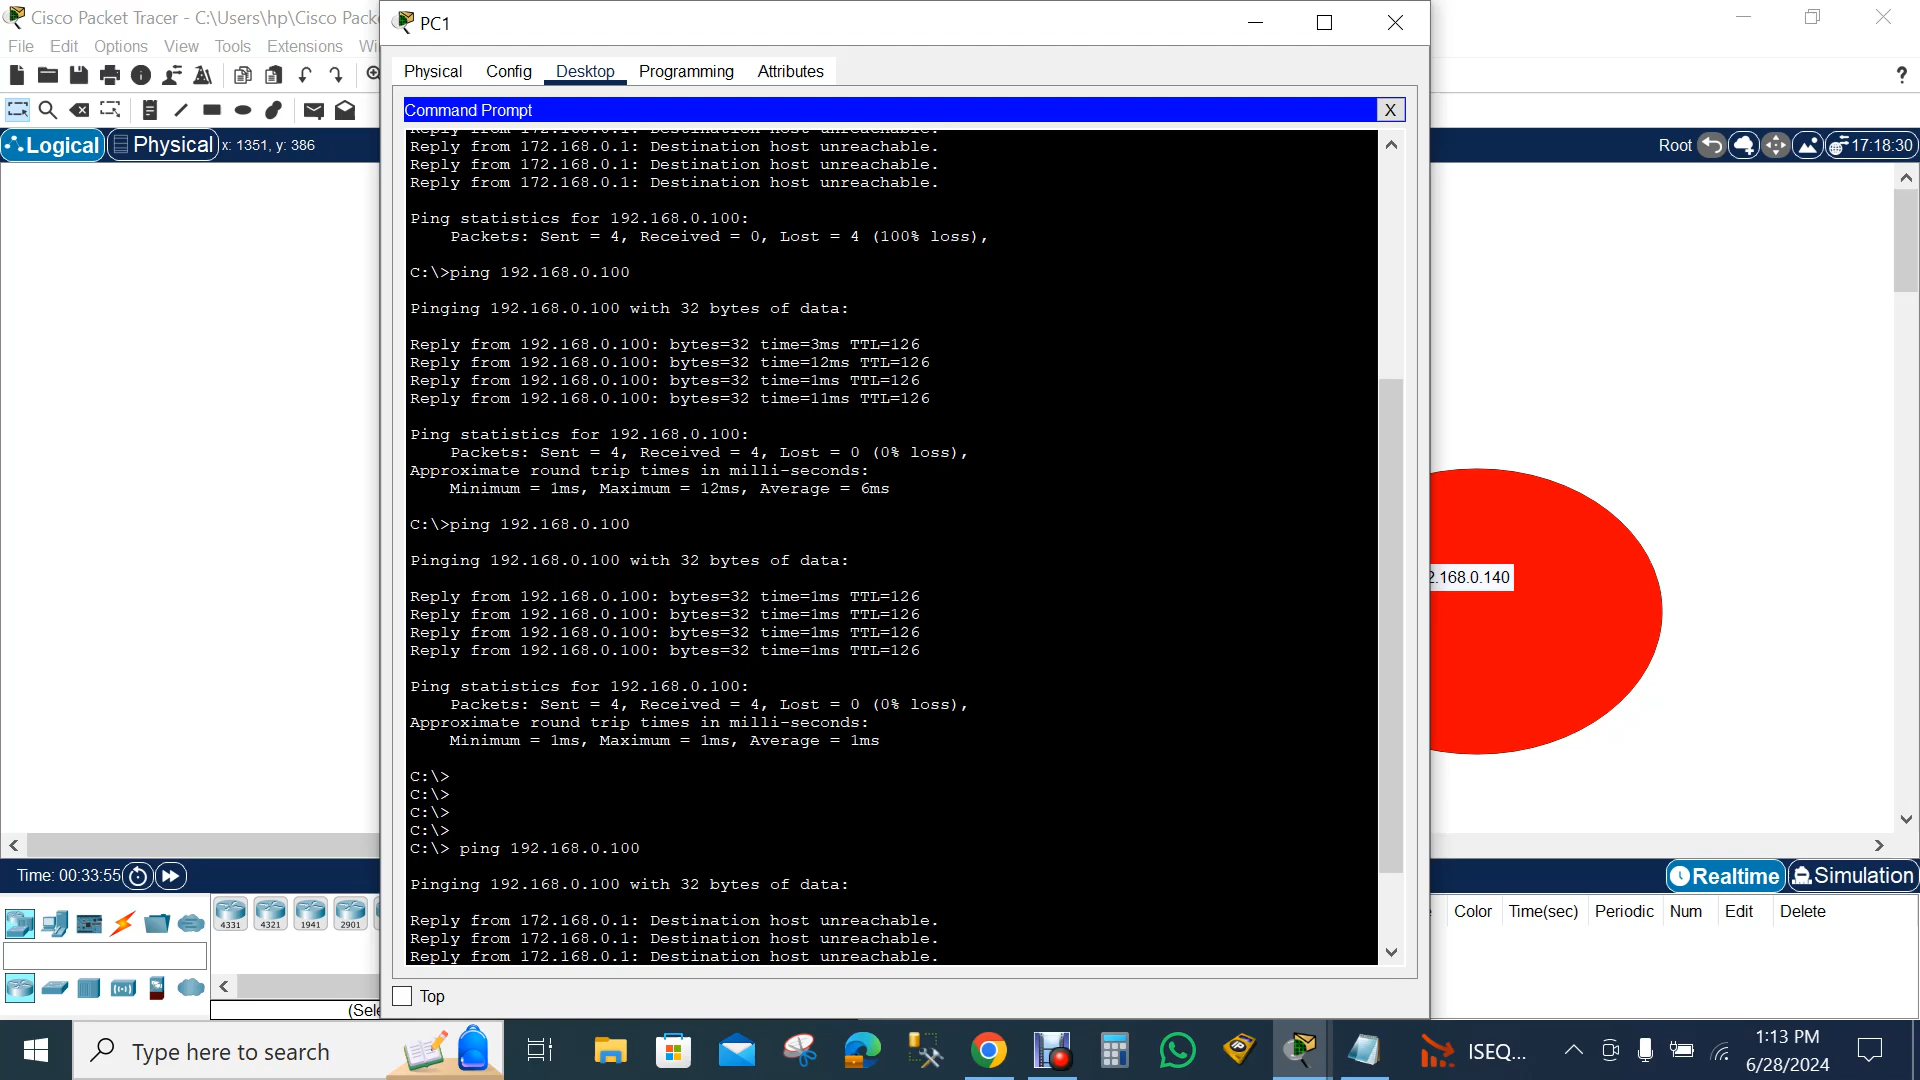 Cisco Packet Tracer - C:\Users\hp\Cisco Pack
PC1
File Edit Options View Tools Extensions Wi
Physical Config Desktop Programming Attributes
?
Command Prompt
X
Logical
Physical
x: 1351, y: 386
Root
17:18:30
Reply from 172.168.0.1: Destination host unreachable.
Reply from 172.168.0.1: Destination host unreachable.
Reply from 172.168.0.1: Destination host unreachable.
Reply from 172.168.0.1: Destination host unreachable.
Ping statistics for 192.168.0.100:
Packets: Sent = 4, Received = 0, Lost = 4 (100% loss),
C:\>ping 192.168.0.100
Pinging 192.168.0.100 with 32 bytes of data:
Reply from 192.168.0.100: bytes=32 time=3ms TTL=126
Reply from 192.168.0.100: bytes=32 time=12ms TTL=126
Reply from 192.168.0.100: bytes=32 time=1ms TTL=126
Reply from 192.168.0.100: bytes=32 time=11ms TTL=126
Ping statistics for 192.168.0.100:
Packets: Sent = 4, Received = 4, Lost = 0 (0% loss),
Approximate round trip times in milli-seconds:
Minimum = 1ms, Maximum = 12ms, Average = 6ms
C:\>ping 192.168.0.100
Pinging 192.168.0.100 with 32 bytes of data:
Reply from 192.168.0.100: bytes=32 time=1ms TTL=126
Reply from 192.168.0.100: bytes=32 time=1ms TTL=126
Reply from 192.168.0.100: bytes=32 time=1ms TTL=126
Reply from 192.168.0.100: bytes=32 time=1ms TTL=126
Ping statistics for 192.168.0.100:
Packets: Sent = 4, Received = 4, Lost = 0 (0% loss),
Approximate round trip times in milli-seconds:
Minimum = 1ms, Maximum = 1ms, Average = 1ms
C:\>
C:\>
C:\>
C:\>
C:\> ping 192.168.0.100
Pinging 192.168.0.100 with 32 bytes of data:
Reply from 172.168.0.1: Destination host unreachable.
Reply from 172.168.0.1: Destination host unreachable.
Reply from 172.168.0.1: Destination host unreachable.
2.168.0.140
Time: 00:33:55
Realtime
Simulation
4331 4321 1941 2901
Color Time(sec) Periodic Num Edit Delete
Top
(Sele
Type here to search
ISEQ...
1:13 PM
6/28/2024